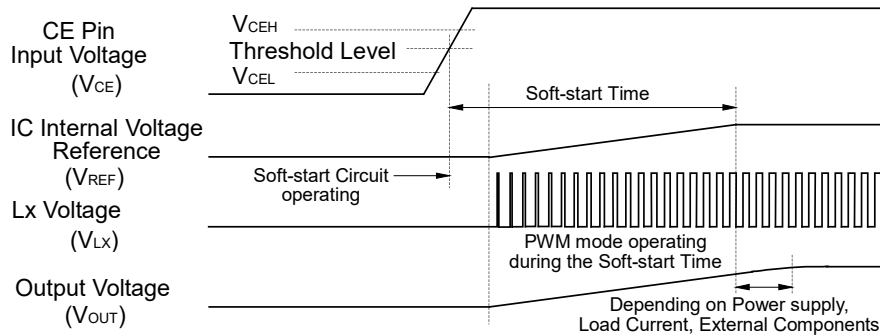 CE Pin
Input Voltage
(VCE)
VCEH
Threshold Level
VCEL
Soft-start Time
IC Internal Voltage
Reference
(VREF)
Soft-start Circuit
operating
Lx Voltage
(VLX)
PWM mode operating
during the Soft-start Time
Output Voltage
(VOUT)
Depending on Power supply,
Load Current, External Components